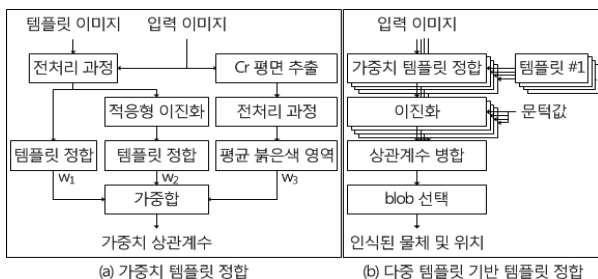 템플릿 이미지 입력 이미지
전처리 과정 Cr 평면 추출
적응형 이진화 전처리 과정
템플릿 정합 템플릿 정합 평균 붉은색 영역
w1 w2 w3
가중합
가중치 상관계수
(a) 가중치 템플릿 정합
입력 이미지
가중치 템플릿 정합 템플릿 #1
이진화 문턱값
상관계수 병합
blob 선택
인식된 물체 및 위치
(b) 다중 템플릿 기반 템플릿 정합